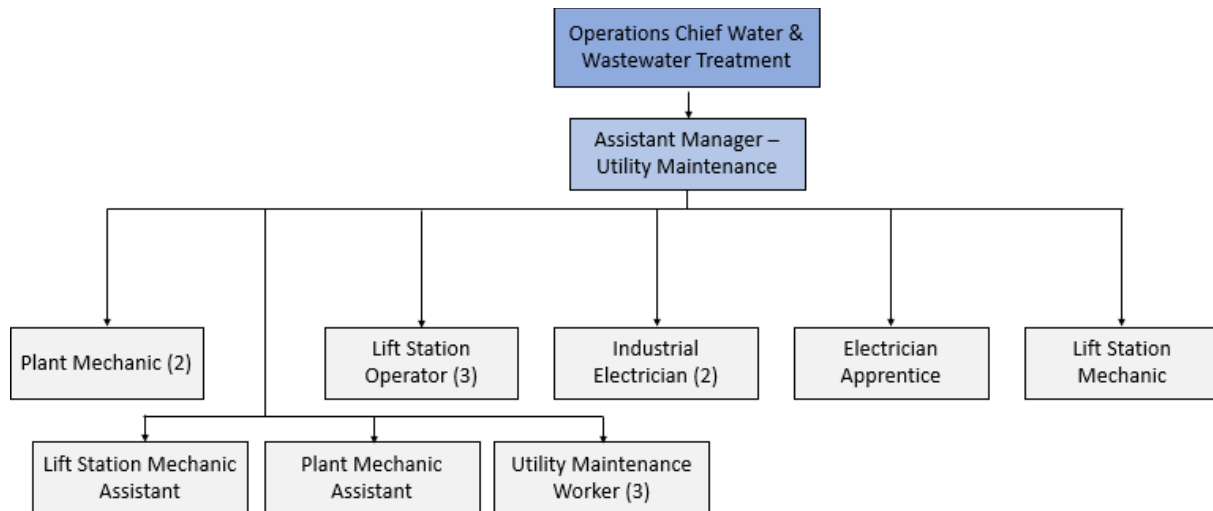 Operations Chief Water &
Wastewater Treatment
Assistant Manager –
Utility Maintenance
Plant Mechanic (2)
Lift Station
Operator (3)
Industrial
Electrician (2)
Electrician
Apprentice
Lift Station
Mechanic
Lift Station Mechanic
Assistant
Plant Mechanic
Assistant
Utility Maintenance
Worker (3)